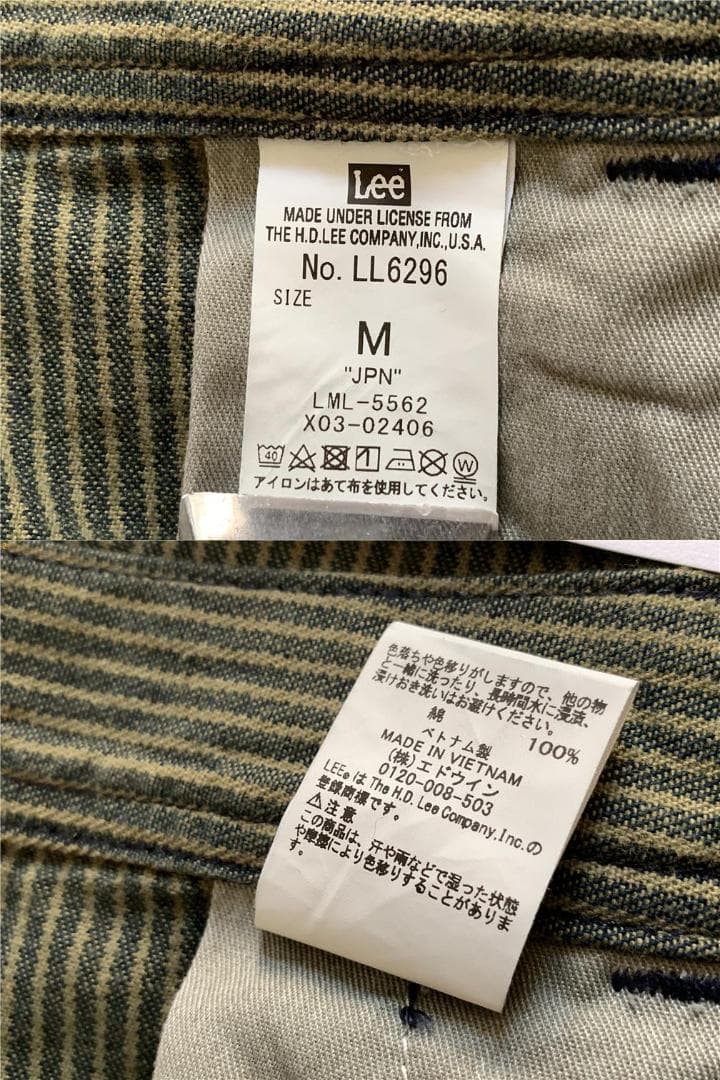 Lee
MADE UNDER LICENSE FROM
THE H.D.LEE COMPANY,INC.,U.S.A.
No. LL6296
SIZE
M
"JPN"
LML-5562
X03-02406
40
W
アイロンはあて布を使用してください。
色落ちや色移りがしますので、他の物
と一緒に洗ったり、長時間水に浸漬、
浸けおき洗いはお避けください。
綿 100%
ベトナム製
MADE IN VIETNAM
(株)エドウイン
0120-008-503
LEE®は The H.D. Lee Company, Inc.の
登録商標です。
⚠注意
この商品は、汗や雨などで湿った状態
や摩擦により色移りすることがありま
す。